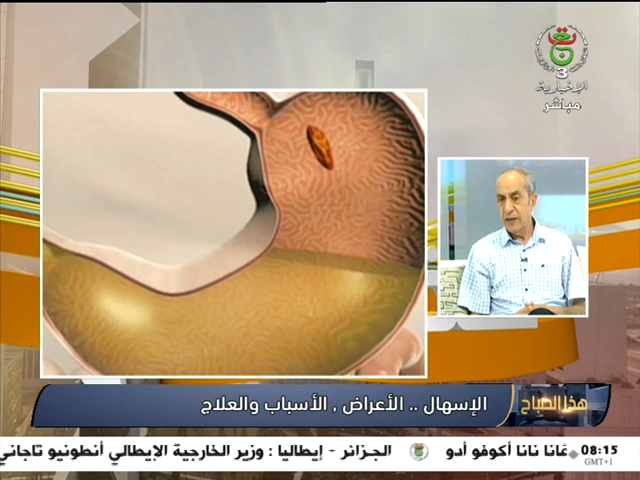 3
الإخبارية
مباشر
هذا الصباح
الإسهال .. الأعراض , الأسباب والعلاج
08:15
GMT+1
غانا نانا أكوفو أدو
الجزائر - إيطاليا : وزير الخارجية الإيطالي أنطونيو تاجاني